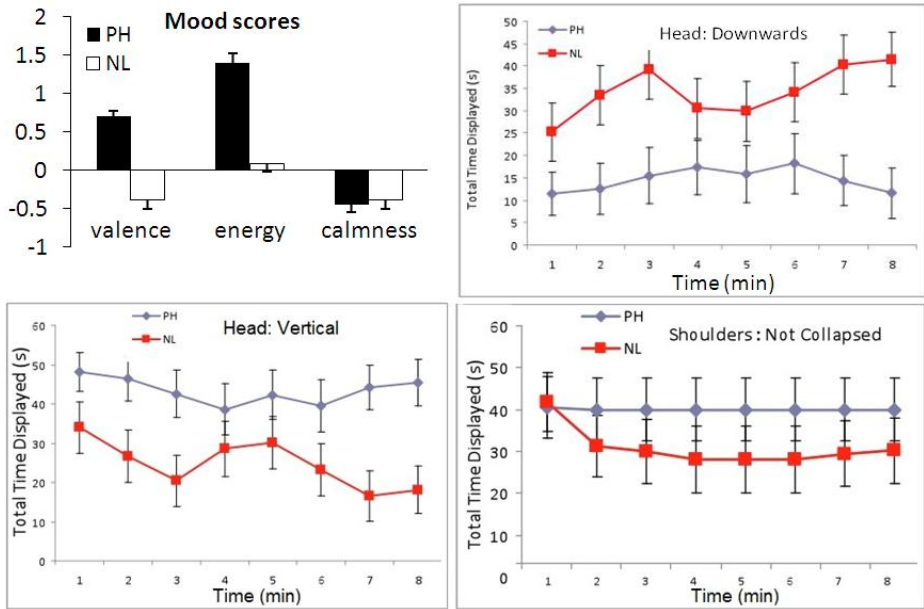 Mood scores
PH
NL
2
1.5
1
0.5
0
-0.5
-1
valence energy calmness
Head: Downwards
PH
NL
Total Time Displayed (s)
50
45
40
35
30
25
20
15
10
5
0
1 2 3 4 5 6 7 8
Time (min)
Head: Vertical
PH
NL
Total Time Displayed (s)
60
50
40
30
20
10
0
1 2 3 4 5 6 7 8
Time (min)
Shoulders: Not Collapsed
PH
NL
Total Time Displayed (s)
60
40
30
20
0
1 2 3 4 5 6 7 8
Time (min)